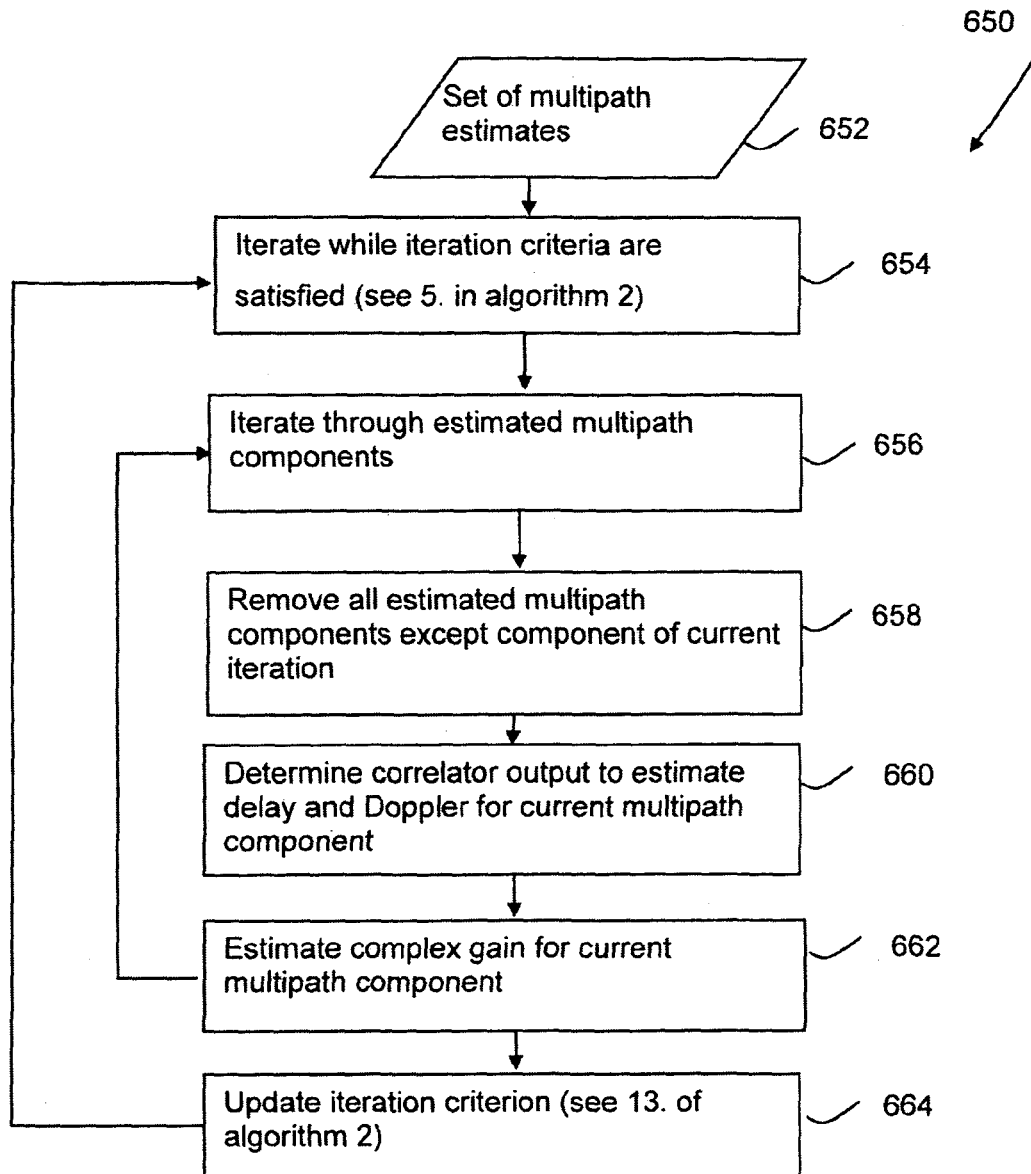 650
Set of multipath
estimates
652
Iterate while iteration criteria are
satisfied (see 5. in algorithm 2)
654
Iterate through estimated multipath
components
656
Remove all estimated multipath
components except component of current
iteration
658
Determine correlator output to estimate
delay and Doppler for current multipath
component
660
Estimate complex gain for current
multipath component
662
Update iteration criterion (see 13. of
algorithm 2)
664